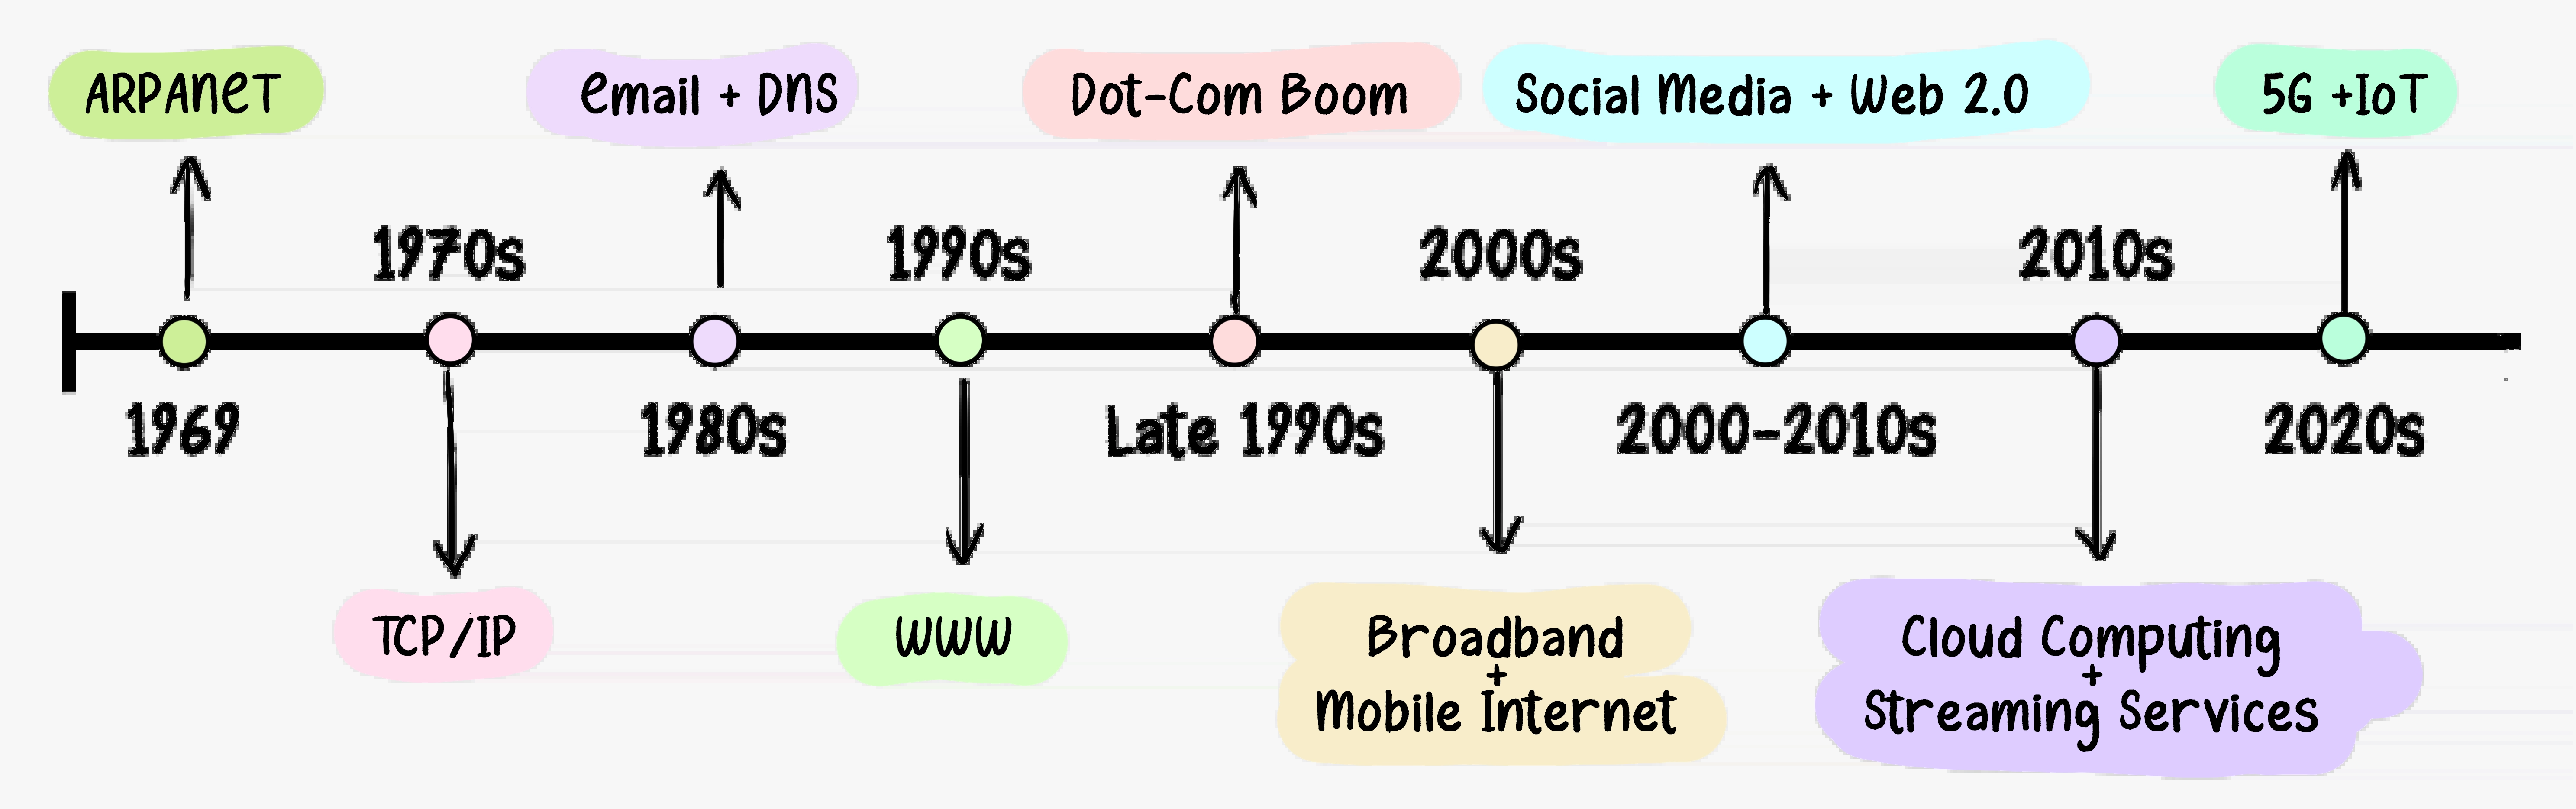 ARPANET
Email + DNS
Dot-Com Boom
Social Media + Web 2.0
5G +IoT
1970s
1990s
2000s
2010s
1969
1980s
Late 1990s
2000-2010s
2020s
TCP/IP
WWW
Broadband
+
Mobile Internet
Cloud Computing
+
Streaming Services